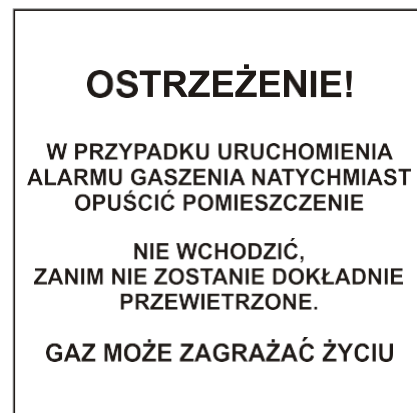 OSTRZEŻENIE!
W PRZYPADKU URUCHOMIENIA
ALARMU GASZENIA NATYCHMIAST
OPUŚCIĆ POMIESZCZENIE
NIE WCHODZIĆ,
ZANIM NIE ZOSTANIE DOKŁADNIE
PRZEWIETRZONE.
GAZ MOŻE ZAGRAŻAĆ ŻYCIU